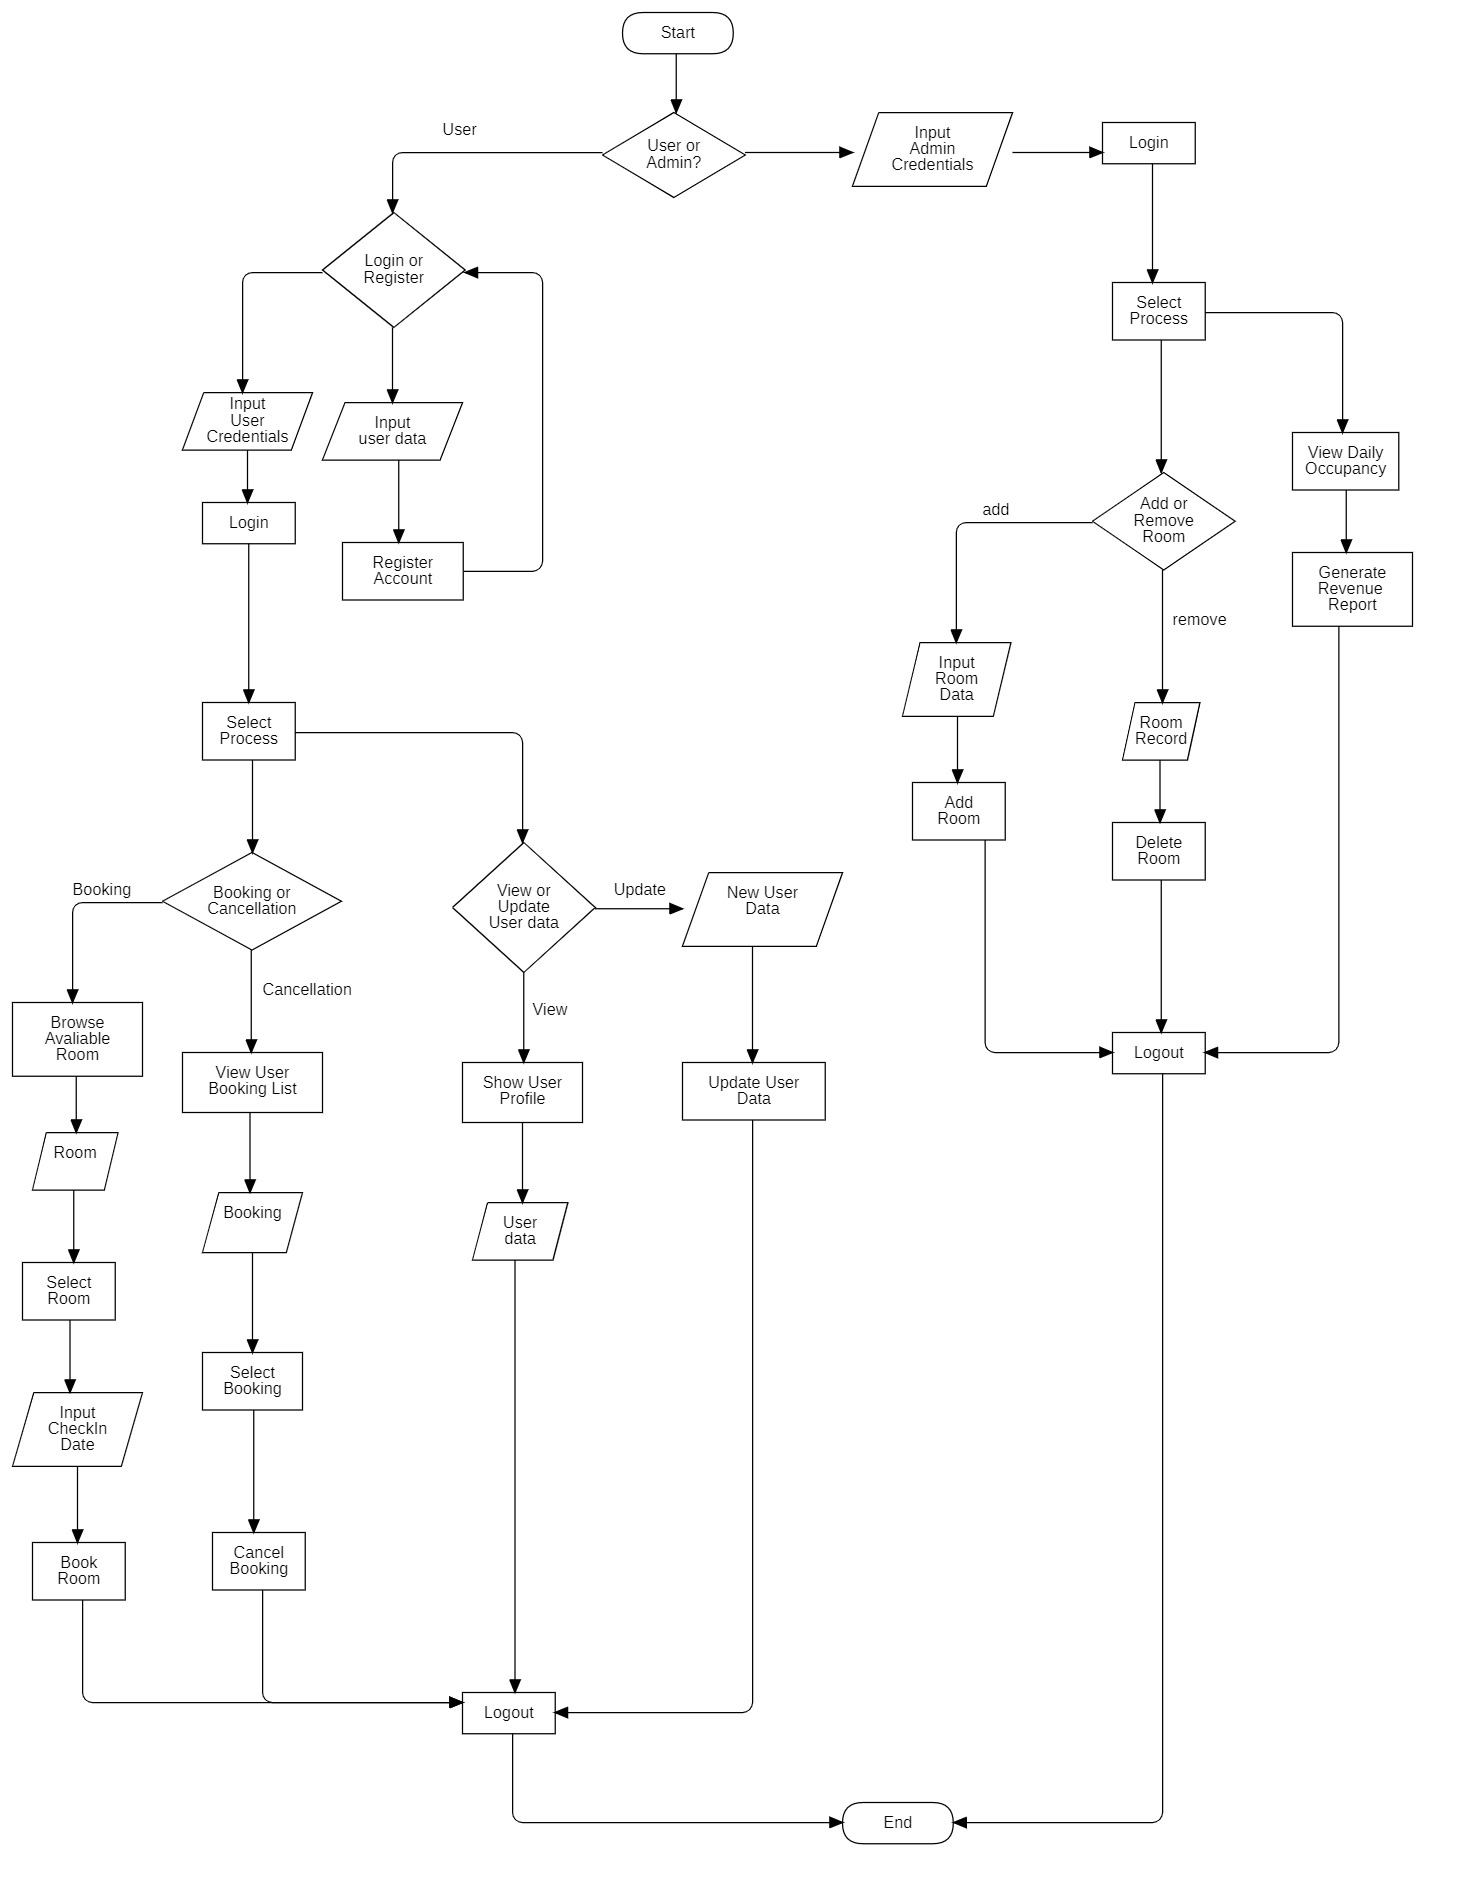 Start
User
User or
Admin?
Input
Admin
Credentials
Login
Login or
Register
Select
Process
Input
User
Credentials
Input
user data
View Daily
Occupancy
Login
Register
Account
add
Add or
Remove
Room
Generate
Revenue
Report
remove
Input
Room
Data
Select
Process
Room
Record
Add
Room
Delete
Room
Booking
Booking or
Cancellation
View or
Update
User data
Update
New User
Data
Cancellation
View
Browse
Avaliable
Room
View User
Booking List
Show User
Profile
Update User
Data
Logout
Room
Booking
User
data
Select
Room
Select
Booking
Input
CheckIn
Date
Book
Room
Cancel
Booking
Logout
End